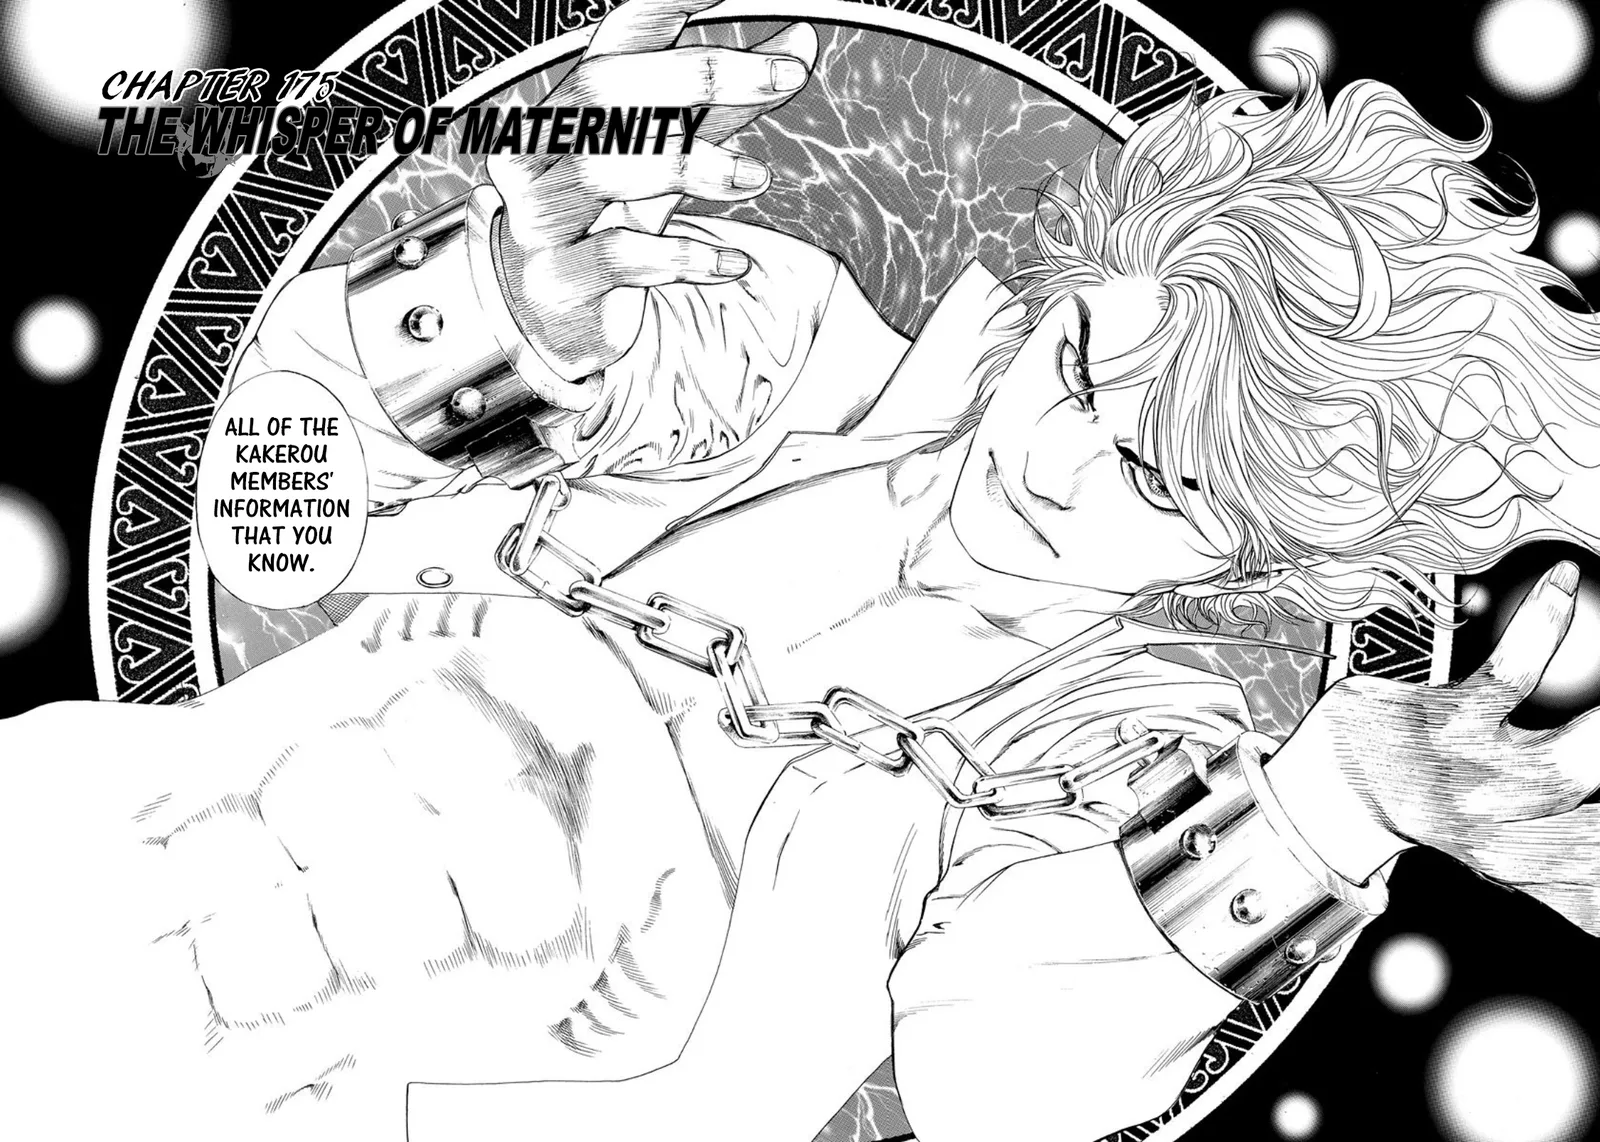 CHAPTER 175
THE WHISPER OF MATERNITY
ALL OF THE
KAKEROU
MEMBERS'
INFORMATION
THAT YOU
KNOW.